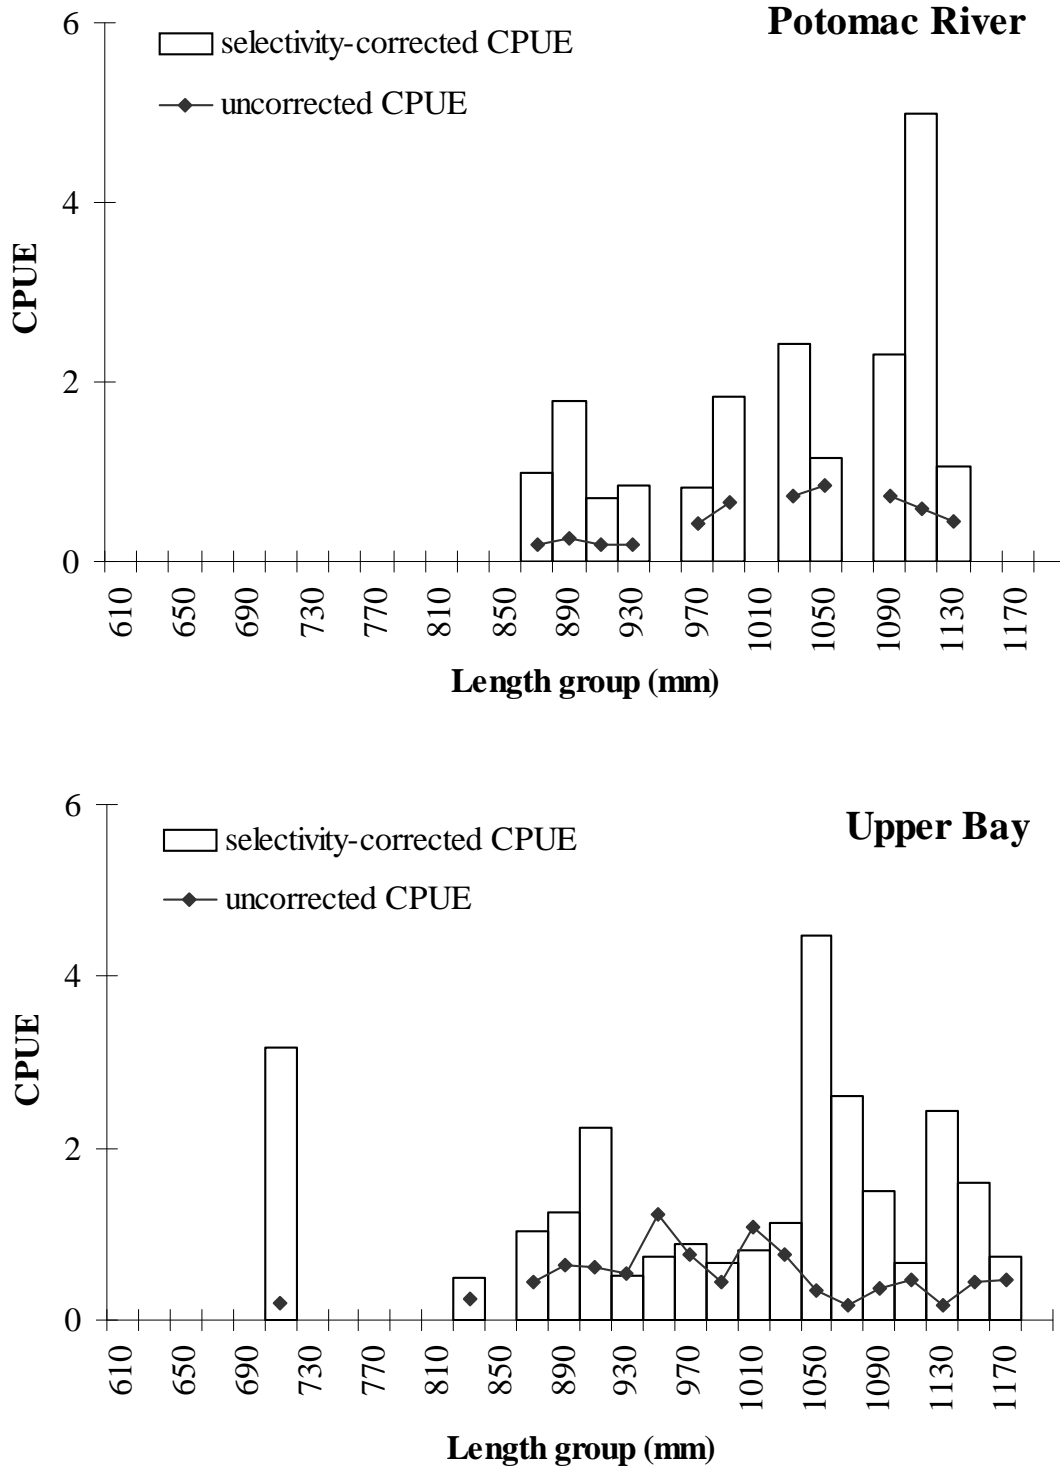 Potomac River
6
selectivity-corrected CPUE
uncorrected CPUE
4
CPUE
2
0
610 650 690 730 770 810 850 890 930 970 1010 1050 1090 1130 1170
Length group (mm)
Upper Bay
6
selectivity-corrected CPUE
uncorrected CPUE
4
CPUE
2
0
610 650 690 730 770 810 850 890 930 970 1010 1050 1090 1130 1170
Length group (mm)